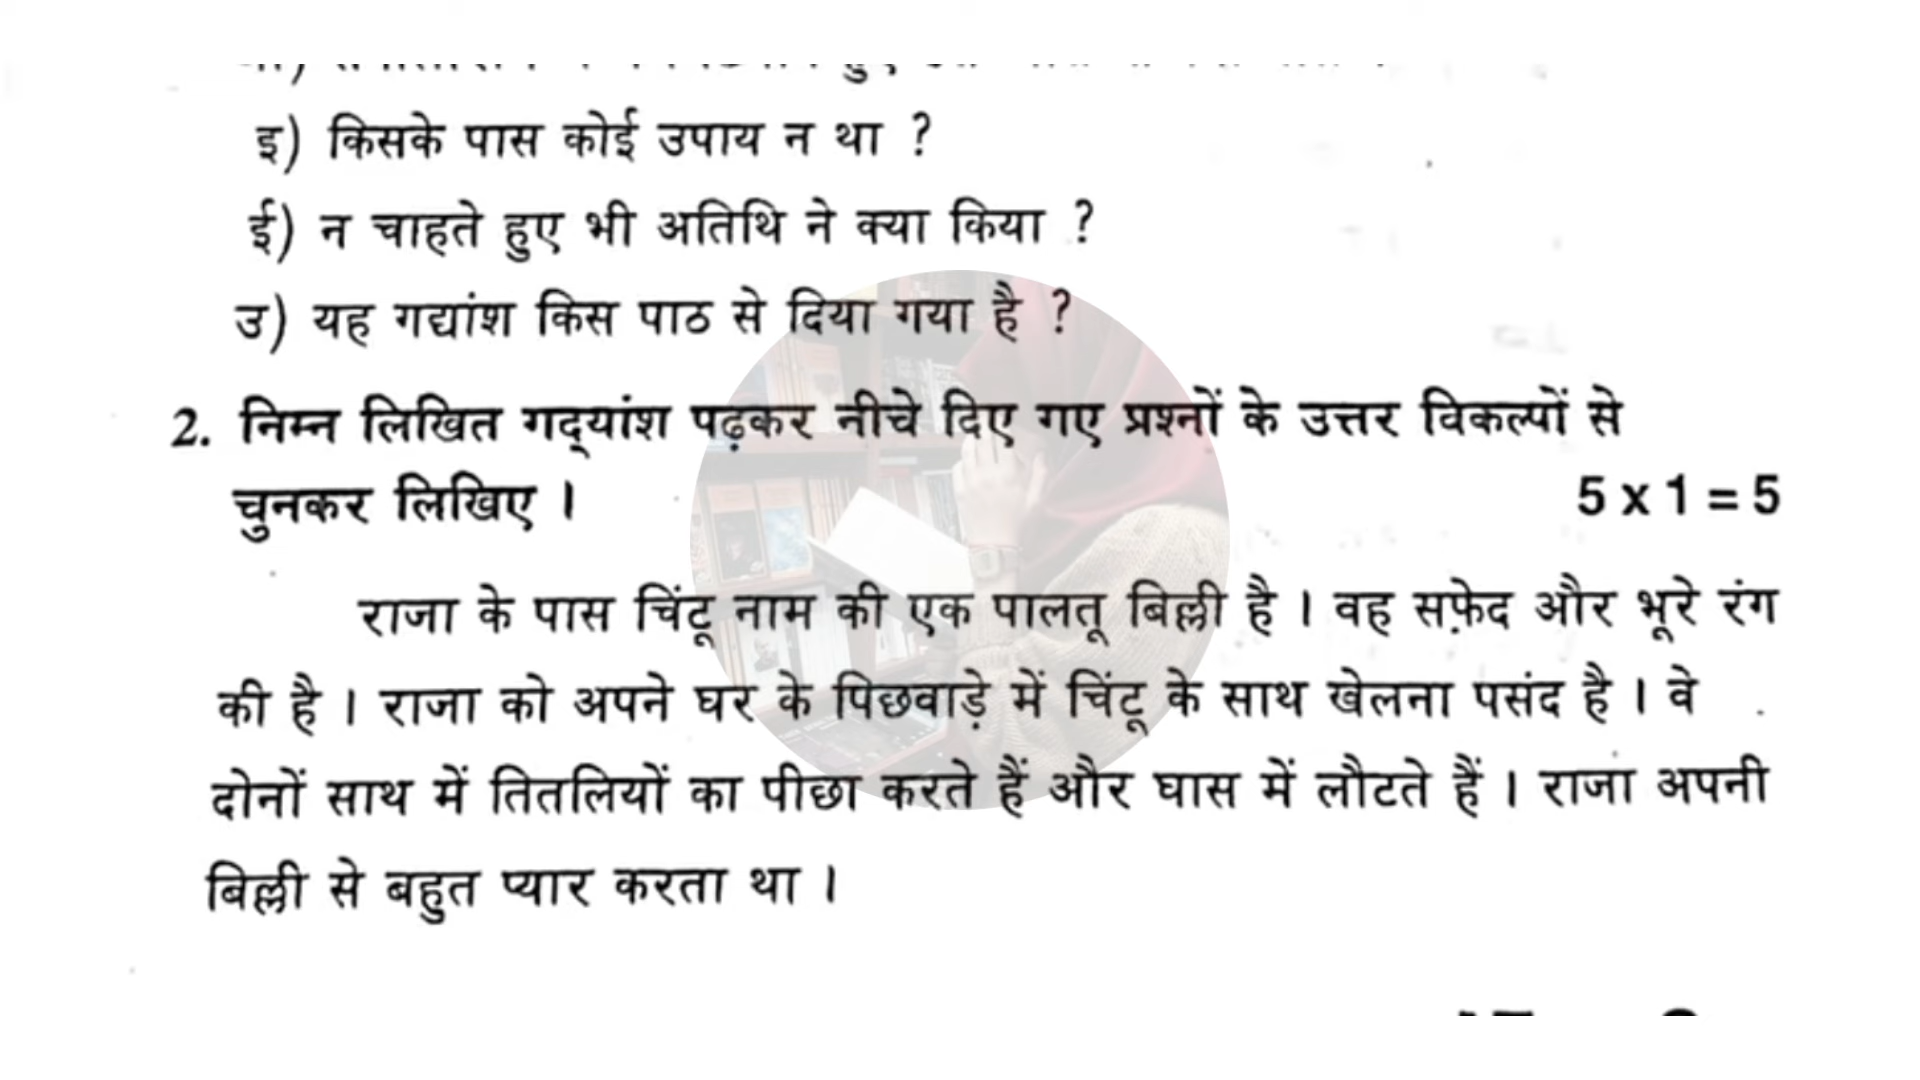 इ) किसके पास कोई उपाय न था ?
ई) न चाहते हुए भी अतिथि ने क्या किया ?
उ) यह गद्यांश किस पाठ से दिया गया है ?
2. निम्न लिखित गद्‌यांश पढ़कर नीचे दिए गए प्रश्नों के उत्तर विकल्पों से
चुनकर लिखिए । 5 x 1 = 5
राजा के पास चिंटू नाम की एक पालतू बिल्ली है । वह सफ़ेद और भूरे रंग
की है । राजा को अपने घर के पिछवाड़े में चिंटू के साथ खेलना पसंद है । वे
दोनों साथ में तितलियों का पीछा करते हैं और घास में लौटते हैं । राजा अपनी
बिल्ली से बहुत प्यार करता था ।